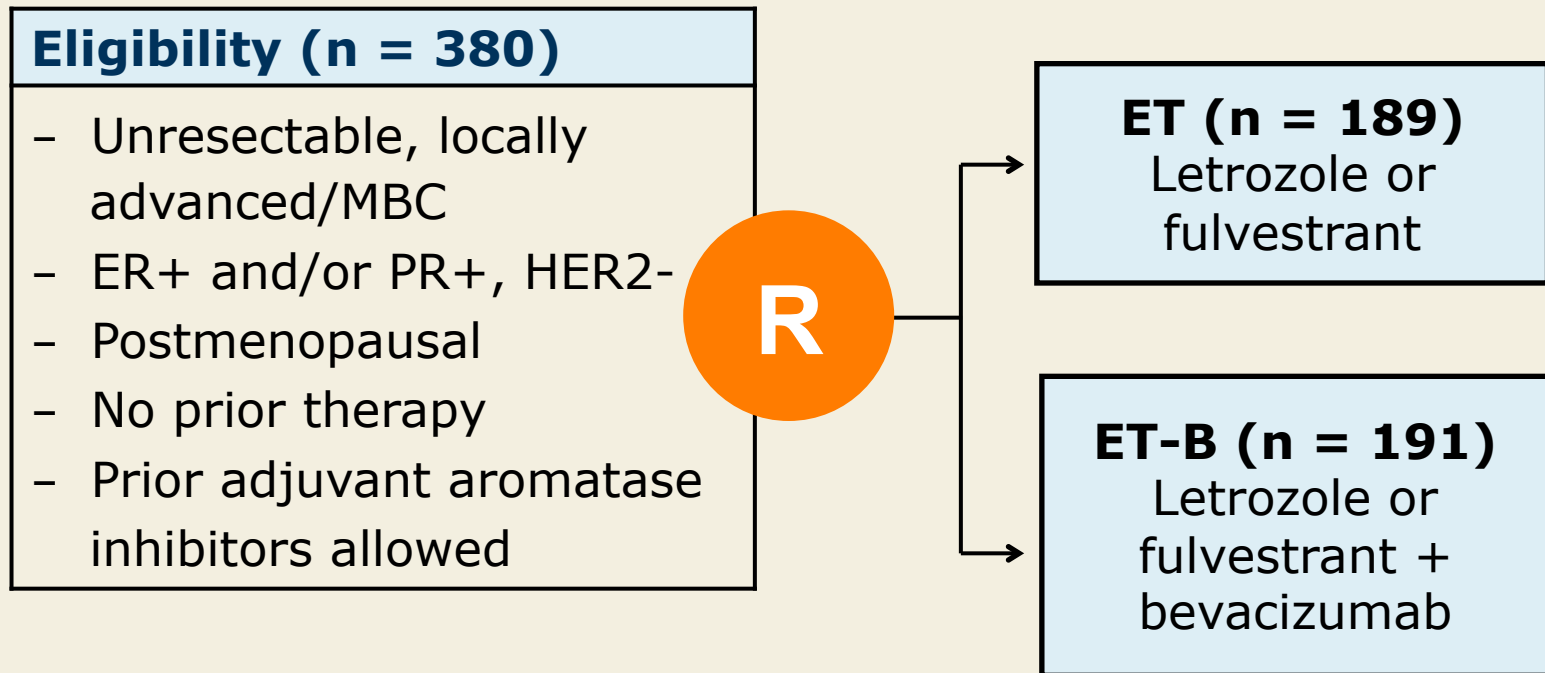 Eligibility (n = 380)
– Unresectable, locally
advanced/MBC
– ER+ and/or PR+, HER2-
– Postmenopausal
– No prior therapy
– Prior adjuvant aromatase
inhibitors allowed
R
ET (n = 189)
Letrozole or
fulvestrant
ET-B (n = 191)
Letrozole or
fulvestrant +
bevacizumab